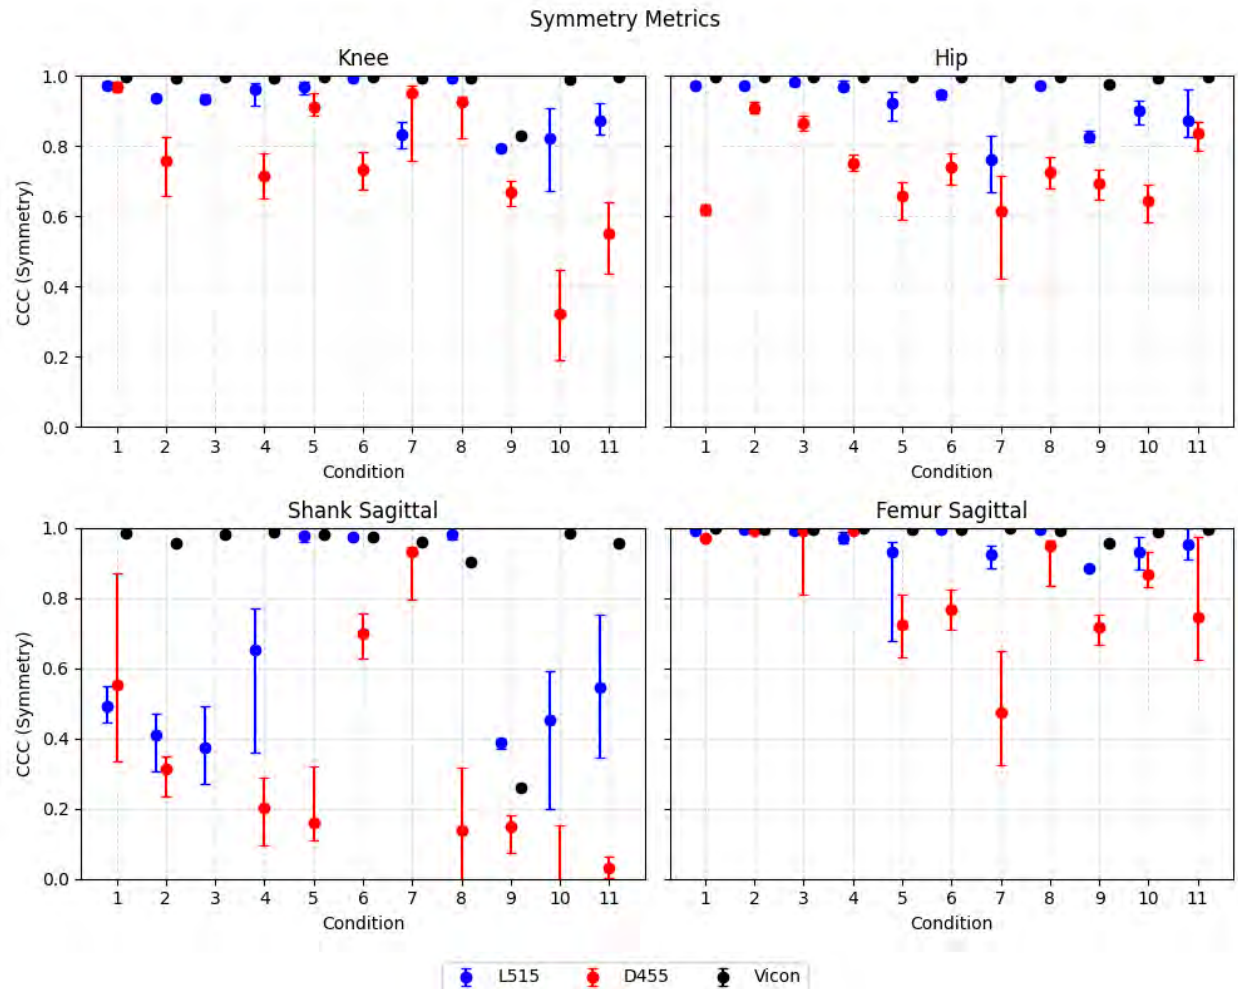 Symmetry Metrics
Knee
Hip
CCC (Symmetry)
1.0
0.8
0.6
0.4
0.2
0.0
1 2 3 4 5 6 7 8 9 10 11
1 2 3 4 5 6 7 8 9 10 11
Condition
Condition
Shank Sagittal
Femur Sagittal
CCC (Symmetry)
1.0
0.8
0.6
0.4
0.2
0.0
1 2 3 4 5 6 7 8 9 10 11
1 2 3 4 5 6 7 8 9 10 11
Condition
Condition
L515 D455 Vicon